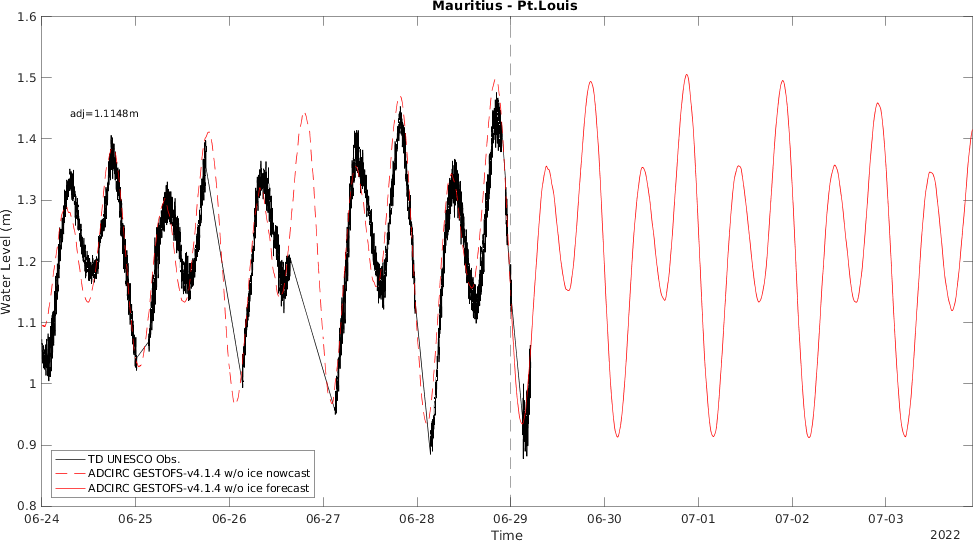 Mauritius - Pt.Louis
1.6
1.5
1.4
1.3
1.2
1.1
1
0.9
0.8
Water Level (m)
adj=1.1148m
TD UNESCO Obs.
ADCIRC GESTOFS-v4.1.4 w/o ice nowcast
ADCIRC GESTOFS-v4.1.4 w/o ice forecast
06-24 06-25 06-26 06-27 06-28 06-29 06-30 07-01 07-02 07-03
Time
2022